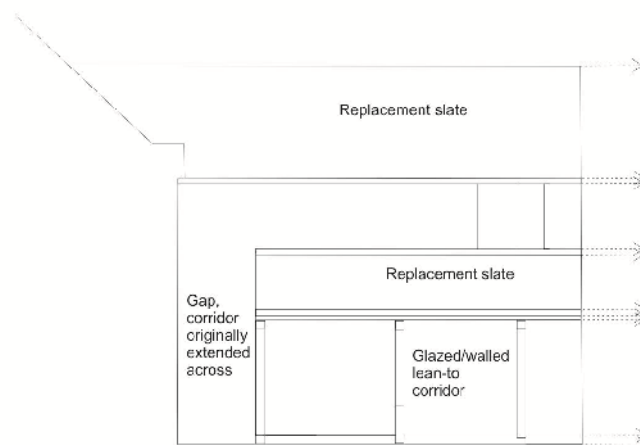 Replacement slate
Replacement slate
Gap,
corridor
originally
extended
across
Glazed/walled
lean-to
corridor